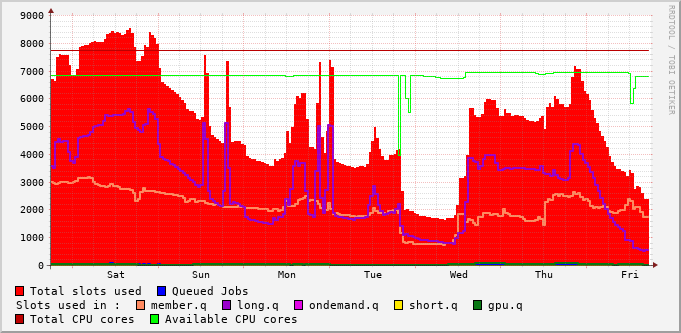 9000
8000
7000
6000
5000
4000
3000
2000
1000
0
Sat Sun Mon Tue Wed Thu Fri
RRDTOOL / TOBI OETIKER
Total slots used Queued Jobs
Slots used in : member.q long.q ondemand.q short.q gpu.q
Total CPU cores Available CPU cores